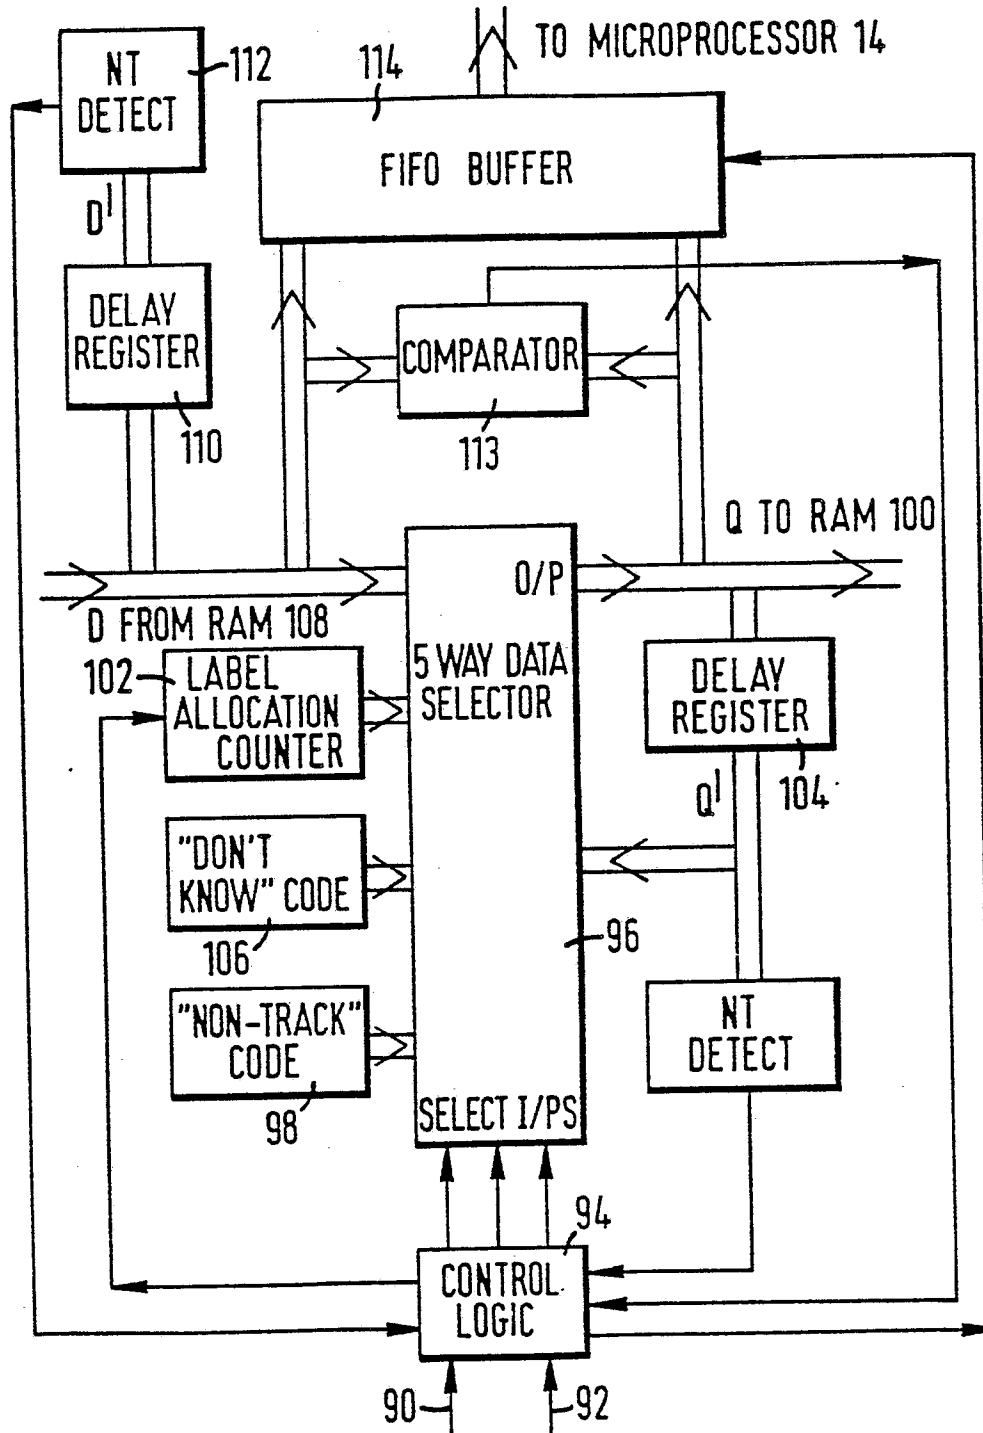 TO MICROPROCESSOR 14
NT
DETECT
112
114
FIFO BUFFER
D'
DELAY
REGISTER
110
COMPARATOR
113
Q TO RAM 100
O/P
D FROM RAM 108
5 WAY DATA
SELECTOR
102
LABEL
ALLOCATION
COUNTER
DELAY
REGISTER
104
Q'
"DON'T
KNOW" CODE
106
96
"NON-TRACK"
CODE
98
NT
DETECT
SELECT I/PS
94
CONTROL
LOGIC
90
92